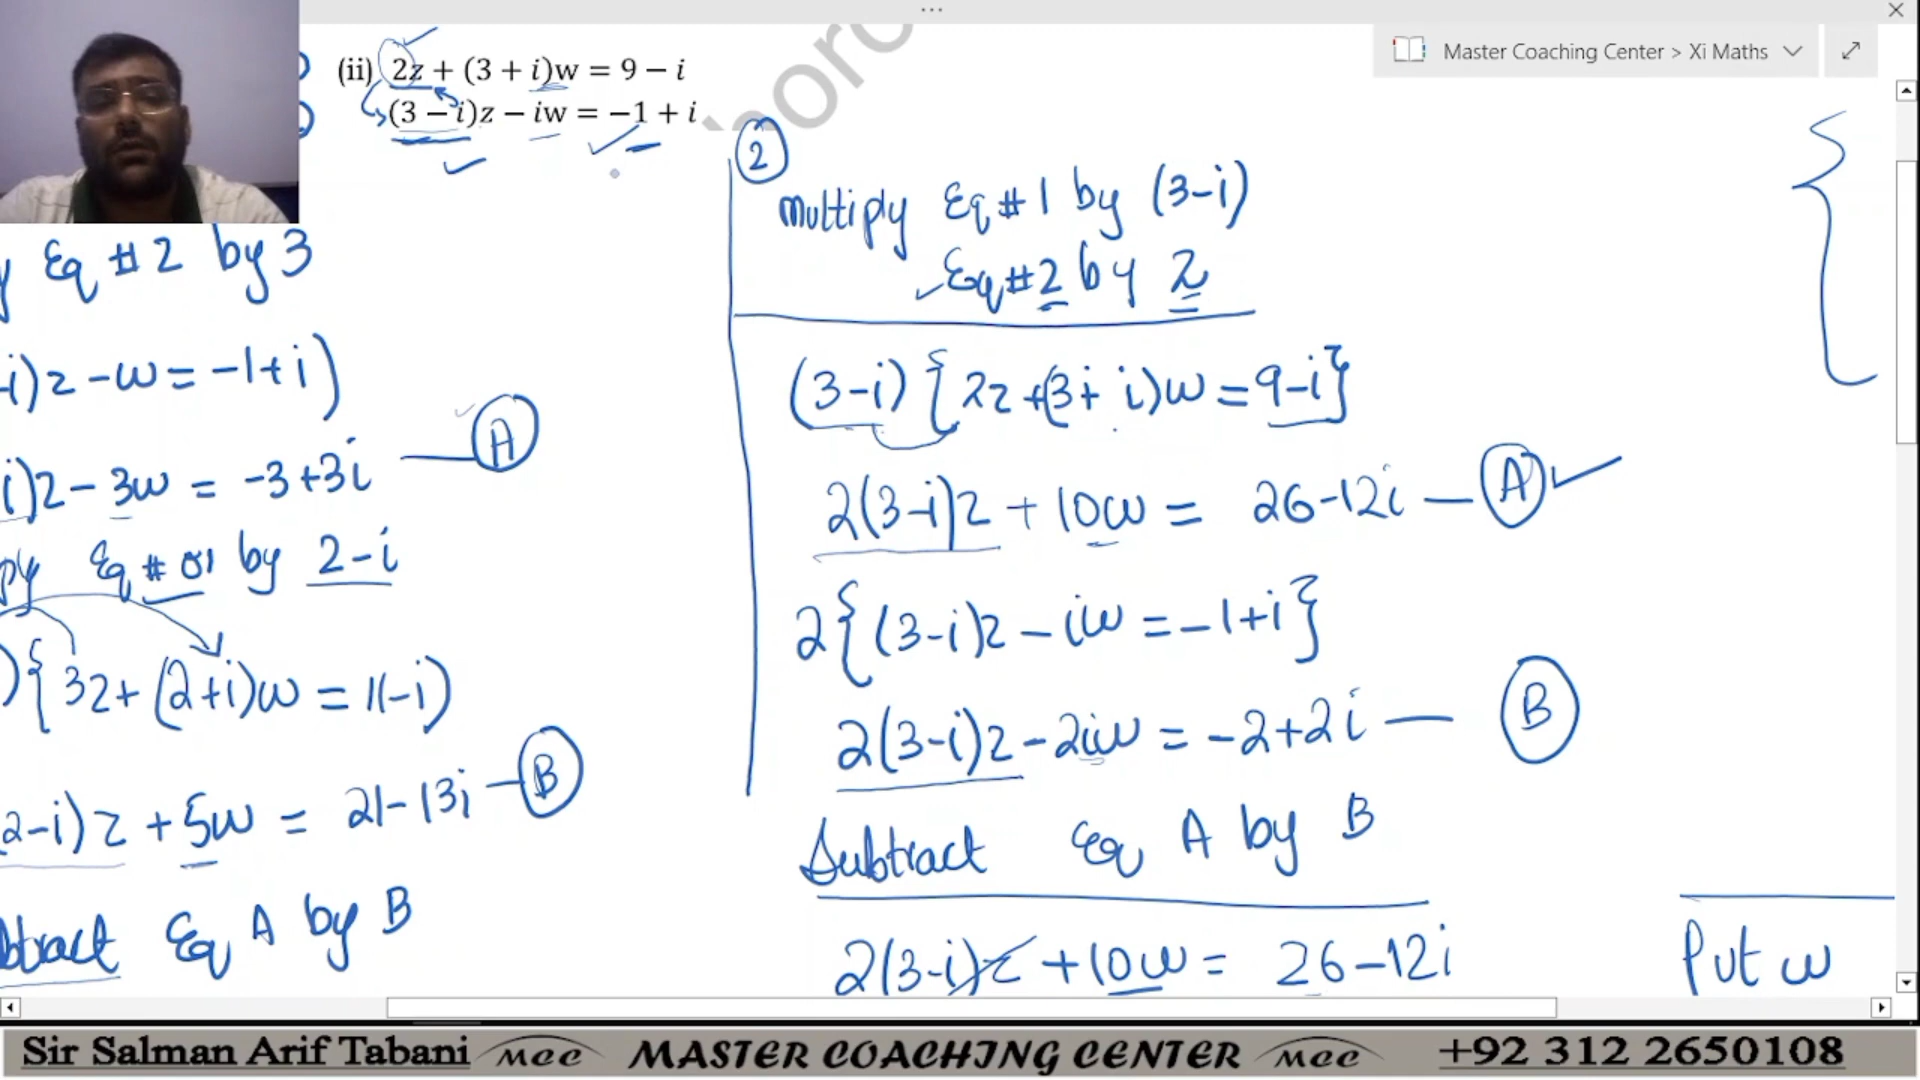 Master Coaching Center > Xi Maths
(ii) 2z + (3 + i)w = 9 − i
(3 − i)z − iw = −1 + i
Eq # 2 by 3
i)z - w = -1 + i)
i)z - 3w = -3+3i — A
Eq # 01 by 2-i
){3z + (2+i)w = 11-i)
2-i)z + 5w = 21-13i — B
Eq A by B
2
Multiply Eq # 1 by (3-i)
Eq # 2 by 2
(3-i) {2z + (3+i)w = 9-i}
2(3-i)z + 10w = 26-12i — A
2{(3-i)z - iw = -1+i}
2(3-i)z - 2iw = -2+2i — B
Subtract Eq A by B
2(3-i)z + 10w = 26-12i
Put w
Sir Salman Arif Tabani MCC MASTER COACHING CENTER MCC +92 312 2650108